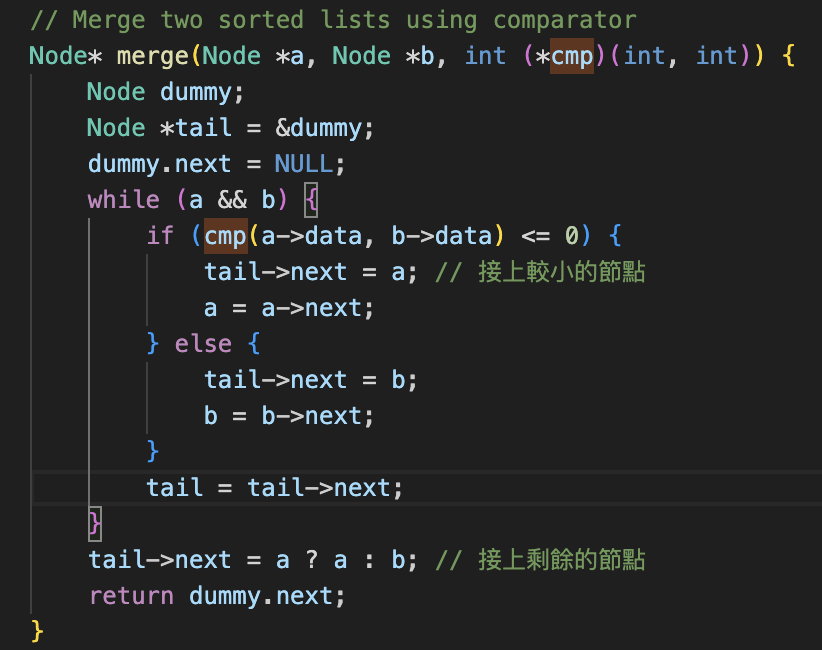 // Merge two sorted lists using comparator
Node* merge(Node *a, Node *b, int (*cmp)(int, int)) {
    Node dummy;
    Node *tail = &dummy;
    dummy.next = NULL;
    while (a && b) {
        if (cmp(a->data, b->data) <= 0) {
            tail->next = a; // 接上較小的節點
            a = a->next;
        } else {
            tail->next = b;
            b = b->next;
        }
        tail = tail->next;
    }
    tail->next = a ? a : b; // 接上剩餘的節點
    return dummy.next;
}